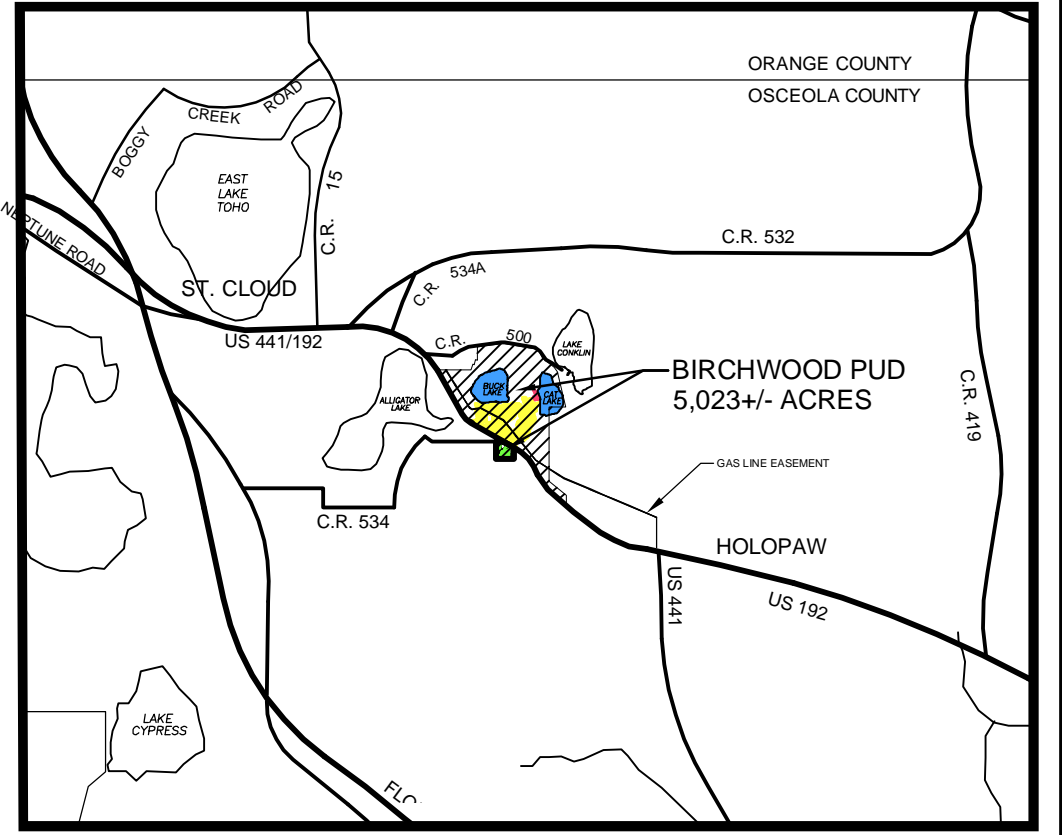 ORANGE COUNTY
OSCEOLA COUNTY
BOGGY CREEK ROAD
EAST
LAKE
TOHO
C.R. 15
NEPTUNE ROAD
ST. CLOUD
C.R. 532
C.R. 534A
US 441/192
C.R. 500
LAKE
CONKLIN
BUCK
LAKE
CAT
LAKE
ALLIGATOR
LAKE
BIRCHWOOD PUD
5,023+/- ACRES
C.R. 419
GAS LINE EASEMENT
C.R. 534
HOLOPAW
US 441
US 192
LAKE
CYPRESS